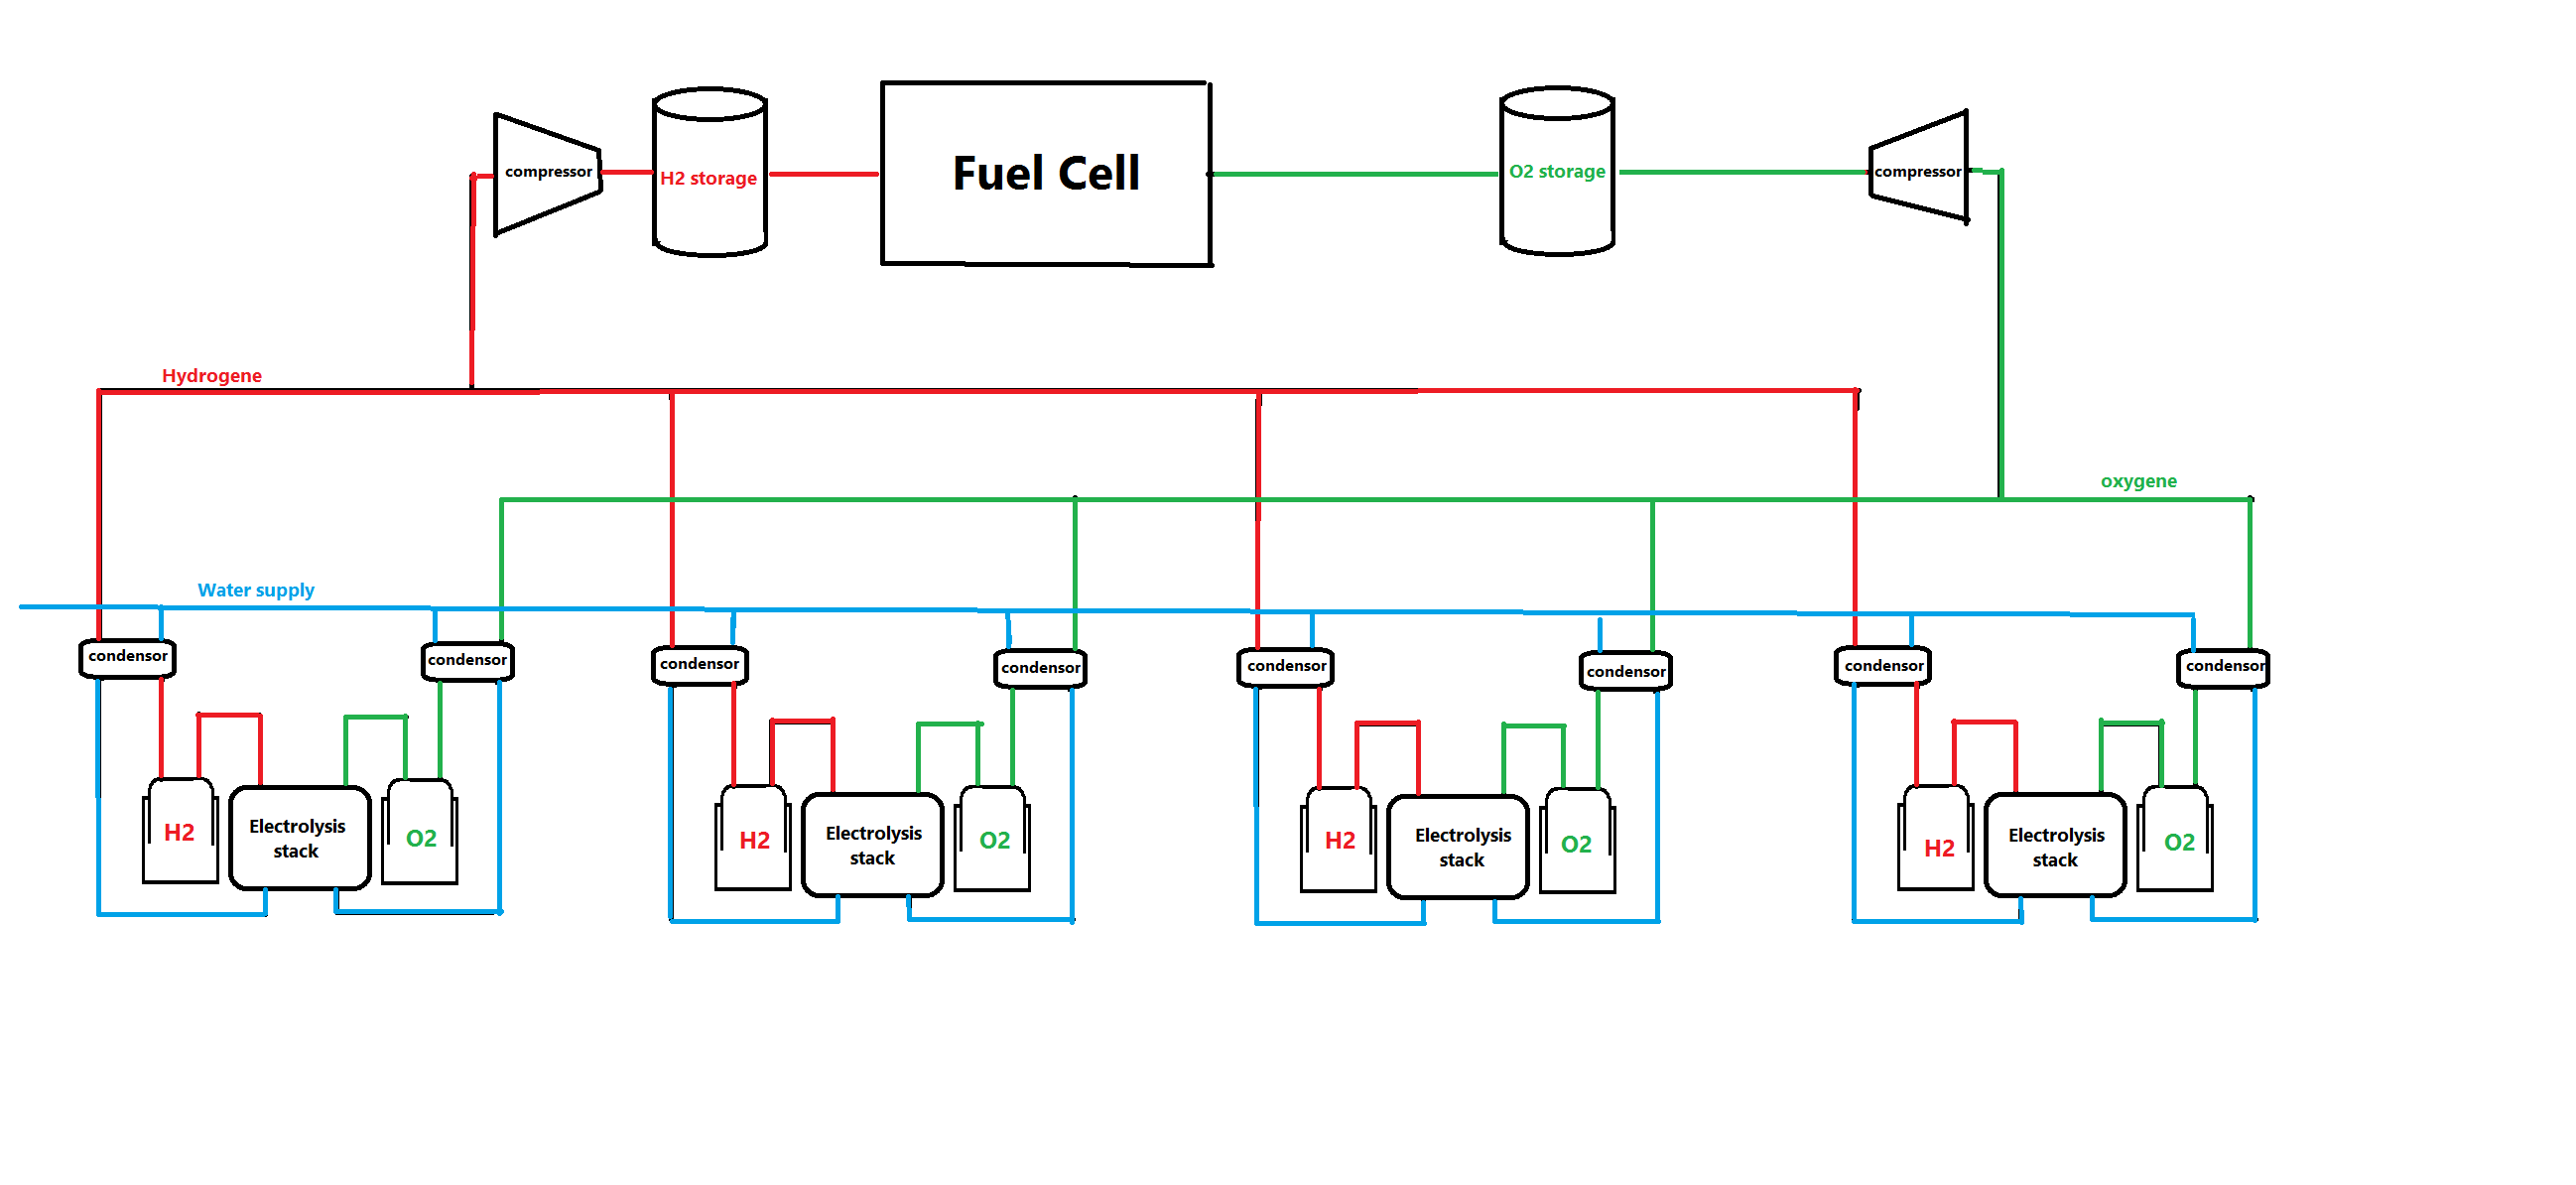 compressor
H2 storage
Fuel Cell
O2 storage
compressor
Hydrogene
oxygene
Water supply
condensor
condensor
condensor
condensor
condensor
condensor
condensor
condensor
H2
Electrolysis
stack
O2
H2
Electrolysis
stack
O2
H2
Electrolysis
stack
O2
H2
Electrolysis
stack
O2